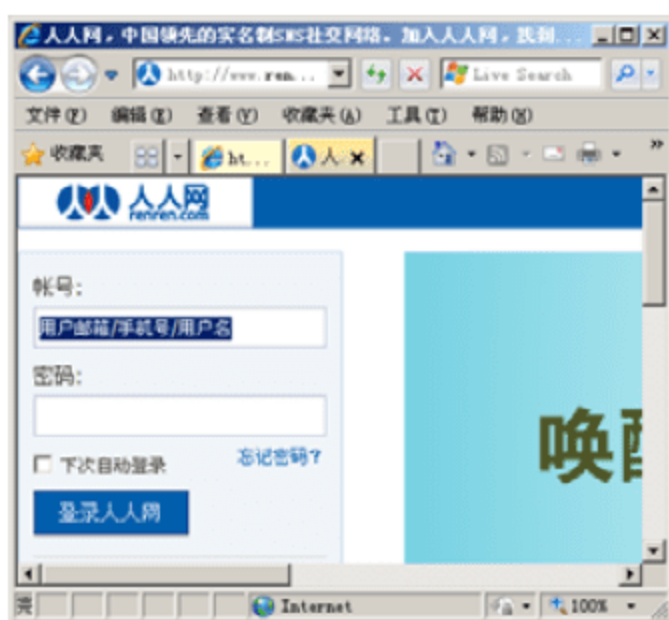 人人网，中国领先的实名制SNS社交网络。加入人人网，找到...
http://www.ren...
Live Search
文件(F) 编辑(E) 查看(V) 收藏夹(A) 工具(T) 帮助(H)
收藏夹 ht... 人
人人网
renren.com
帐号:
用户邮箱/手机号/用户名
密码:
下次自动登录 忘记密码?
登录人人网
唤
Internet 100%